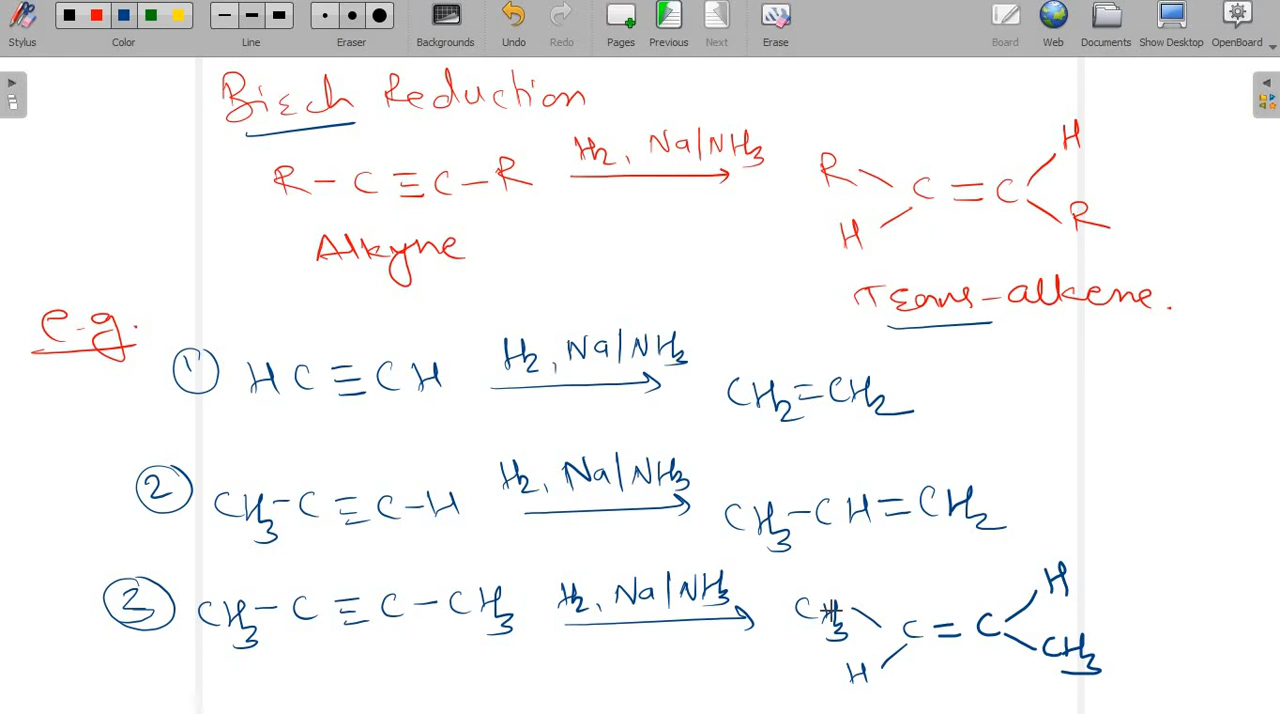 Stylus Color Line Eraser Backgrounds Undo Redo Pages Previous Next Erase Board Web Documents Show Desktop OpenBoard
Birch Reduction
R - C ≡ C - R H2, Na/NH3 R H C = C H R
Alkyne
Trans-alkene.
e.g.
1 HC ≡ CH H2, Na/NH3 CH2=CH2
2 CH3-C ≡ C-H H2, Na/NH3 CH3-CH=CH2
3 CH3-C ≡ C-CH3 H2, Na/NH3 CH3 H C = C H CH3